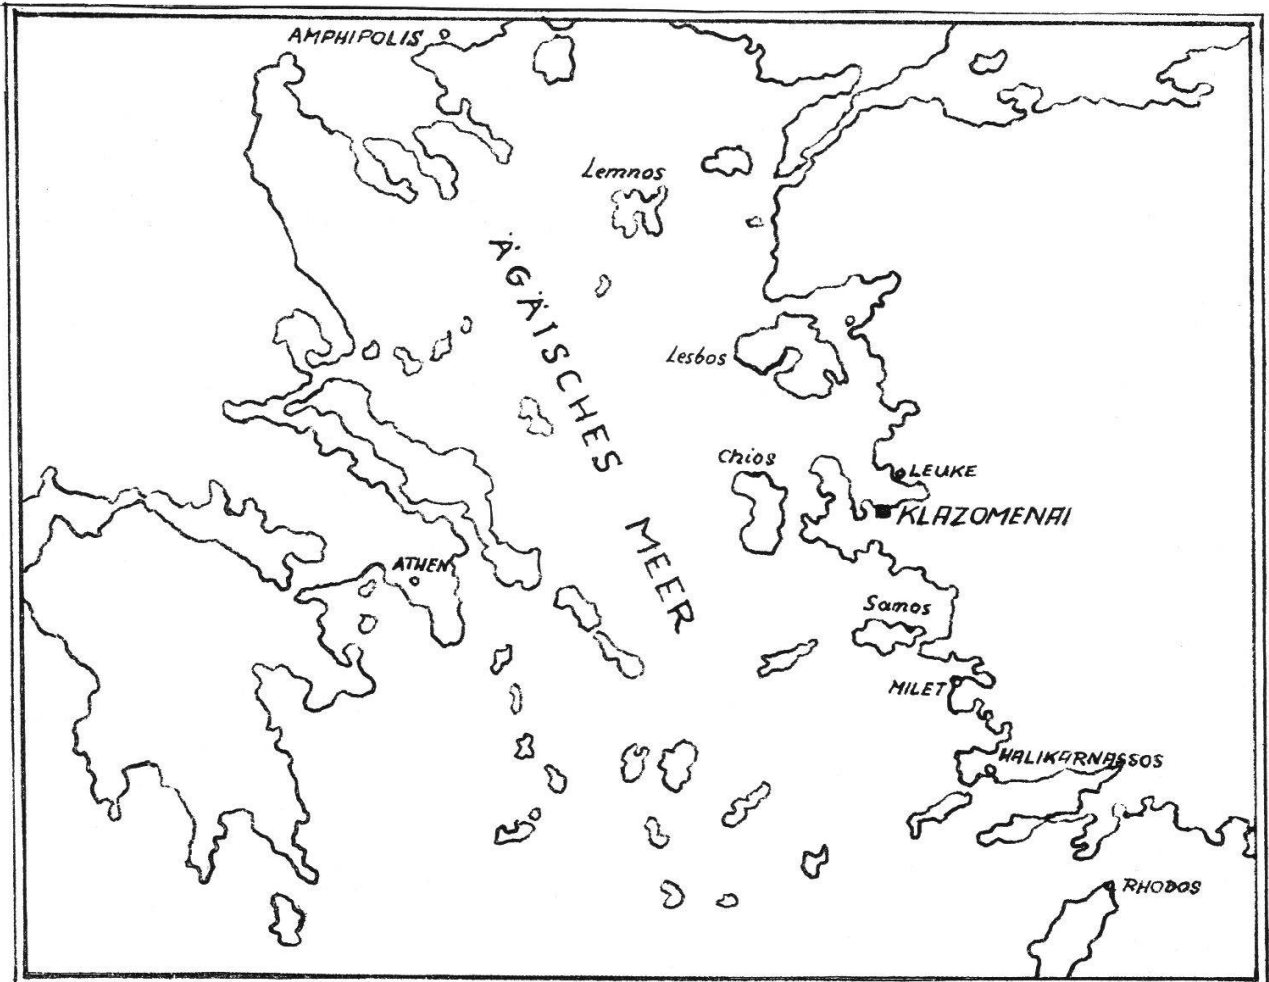 AMPHIPOLIS
Lemnos
ÄGÄISCHES MEER
Lesbos
Chios
LEUKE
KLAZOMENAI
ATHEN
Samos
MILET
HALIKARNASSOS
RHODOS